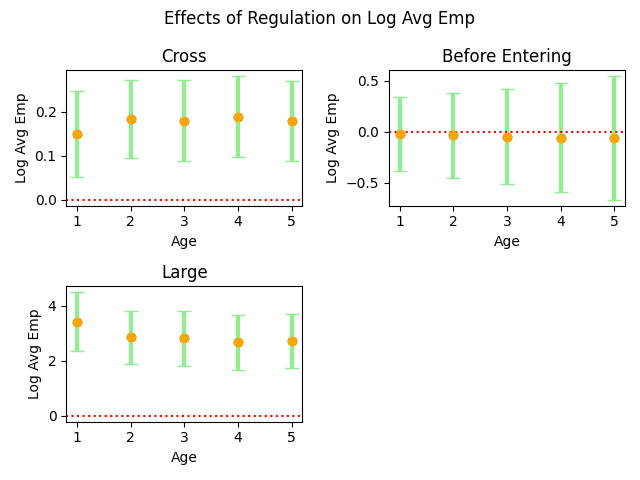 Effects of Regulation on Log Avg Emp
Cross
Before Entering
Log Avg Emp
0.2
0.1
0.0
1 2 3 4 5
Age
Log Avg Emp
0.5
0.0
−0.5
1 2 3 4 5
Age
Large
Log Avg Emp
4
2
0
1 2 3 4 5
Age